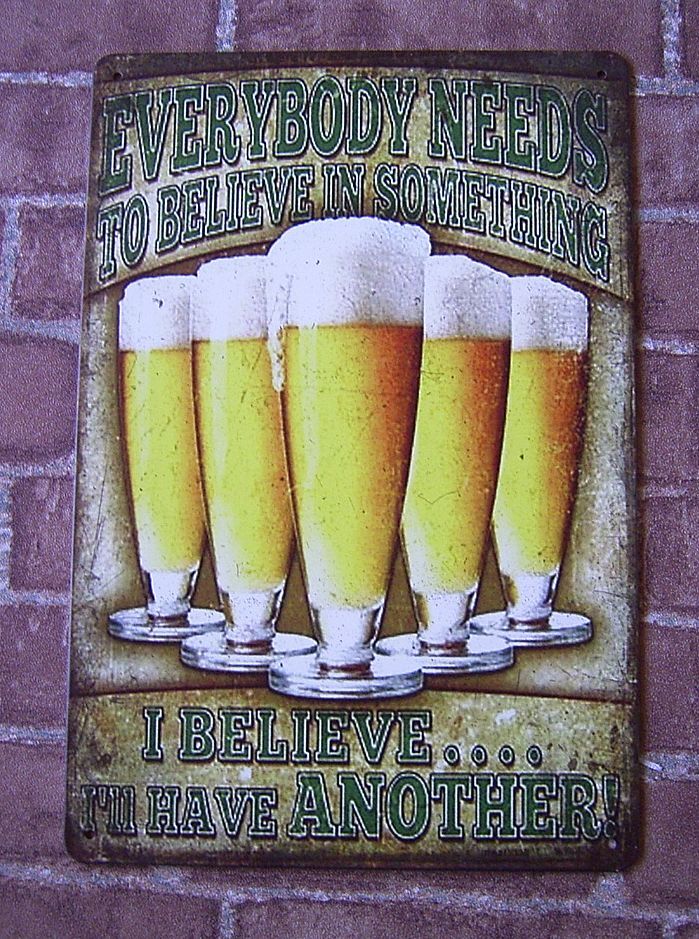 EVERYBODY NEEDS
TO BELIEVE IN SOMETHING
I BELIEVE....
I'll HAVE ANOTHER!